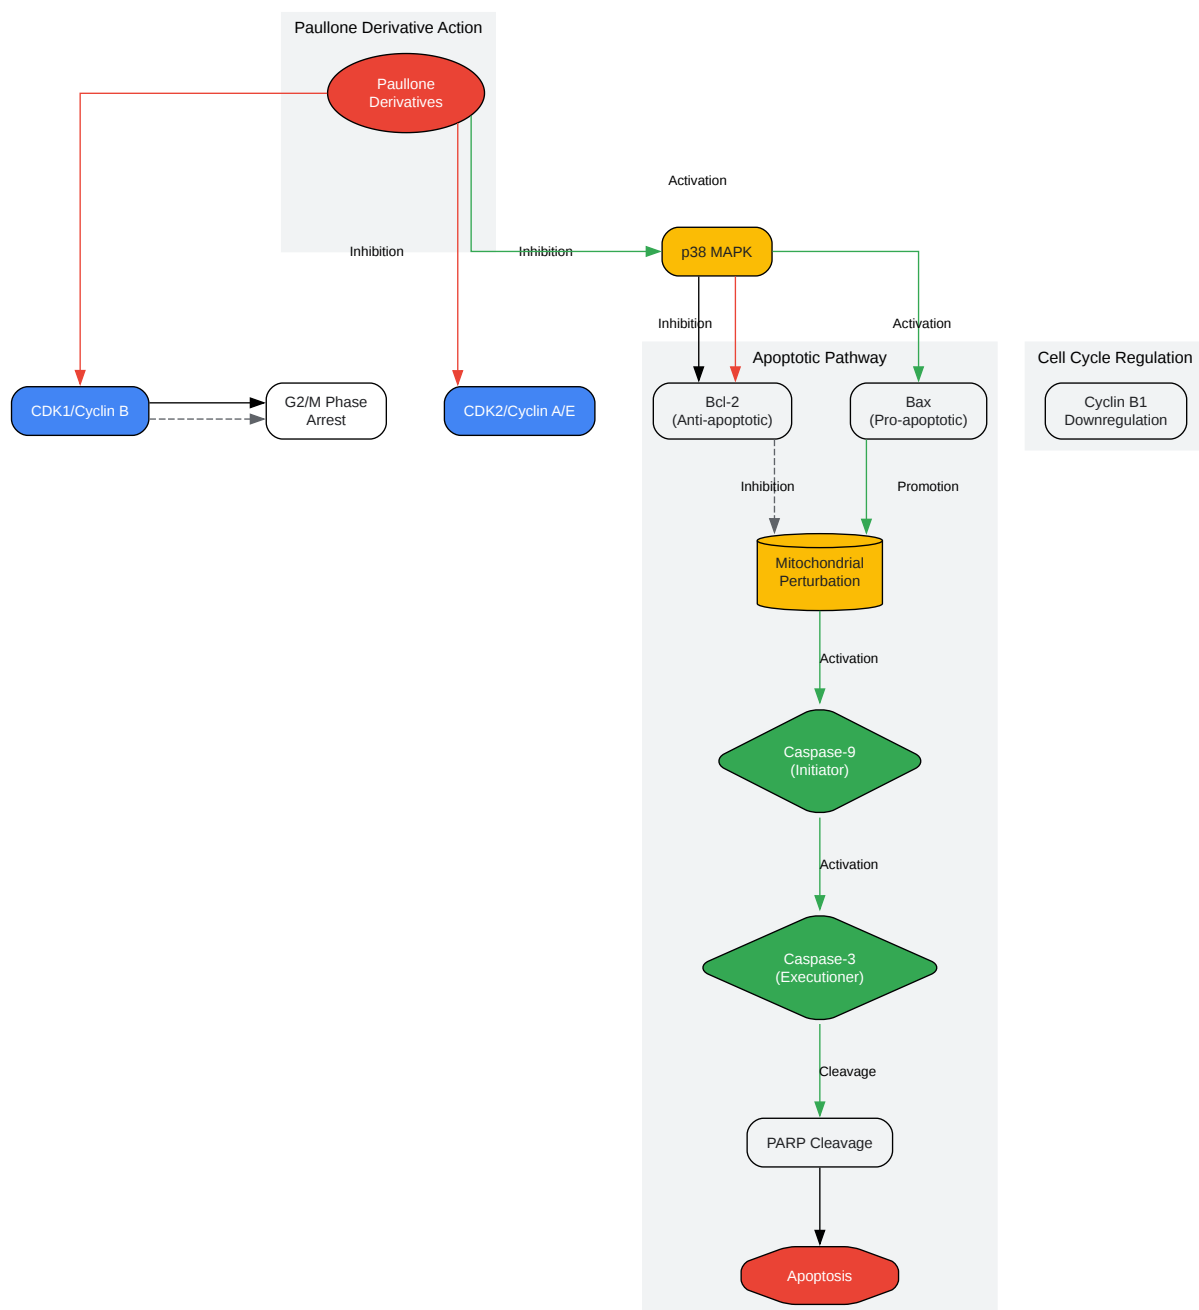 Paullone Derivative Action
Paullone
Derivatives
Activation
Inhibition
Inhibition
p38 MAPK
Inhibition
Activation
Apoptotic Pathway
Cell Cycle Regulation
CDK1/Cyclin B
G2/M Phase
Arrest
CDK2/Cyclin A/E
Bcl-2
(Anti-apoptotic)
Bax
(Pro-apoptotic)
Cyclin B1
Downregulation
Inhibition
Promotion
Mitochondrial
Perturbation
Activation
Caspase-9
(Initiator)
Activation
Caspase-3
(Executioner)
Cleavage
PARP Cleavage
Apoptosis